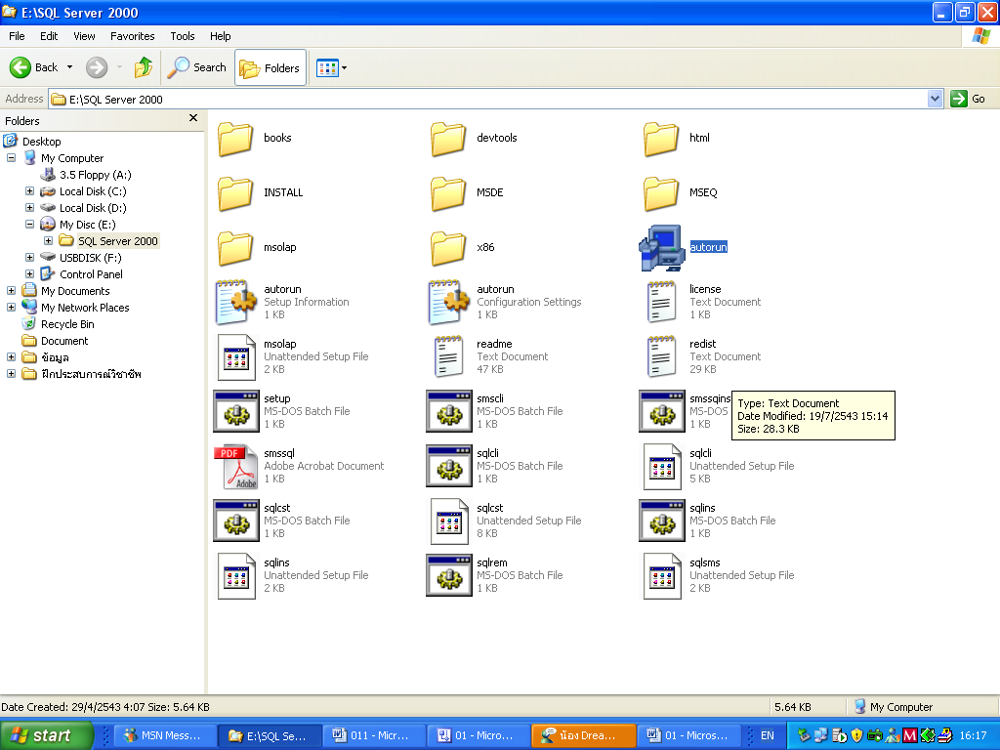 E:\SQL Server 2000
File Edit View Favorites Tools Help
Back Search Folders
Address E:\SQL Server 2000 Go
Folders
Desktop
My Computer
3.5 Floppy (A:)
Local Disk (C:)
Local Disk (D:)
My Disc (E:)
SQL Server 2000
USBDISK (F:)
Control Panel
My Documents
My Network Places
Recycle Bin
Document
ข้อมูล
ฝึกประสบการณ์วิชาชีพ
books
devtools
html
INSTALL
MSDE
MSEQ
msolap
x86
autorun
autorun
Setup Information
1 KB
autorun
Configuration Settings
1 KB
license
Text Document
1 KB
msolap
Unattended Setup File
2 KB
readme
Text Document
47 KB
redist
Text Document
29 KB
setup
MS-DOS Batch File
1 KB
smscli
MS-DOS Batch File
1 KB
smssqins
MS-DOS
1 KB
Type: Text Document
Date Modified: 19/7/2543 15:14
Size: 28.3 KB
smssql
Adobe Acrobat Document
1 KB
sqlcli
MS-DOS Batch File
1 KB
sqlcli
Unattended Setup File
5 KB
sqlcst
MS-DOS Batch File
1 KB
sqlcst
Unattended Setup File
8 KB
sqlins
MS-DOS Batch File
1 KB
sqlins
Unattended Setup File
2 KB
sqlrem
MS-DOS Batch File
1 KB
sqlsms
Unattended Setup File
2 KB
PDF
Adobe
Date Created: 29/4/2543 4:07 Size: 5.64 KB 5.64 KB My Computer
start MSN Mess... E:\SQL Se... 011 - Micr... 01 - Micro... น้อง Drea... 01 - Micros... EN 16:17